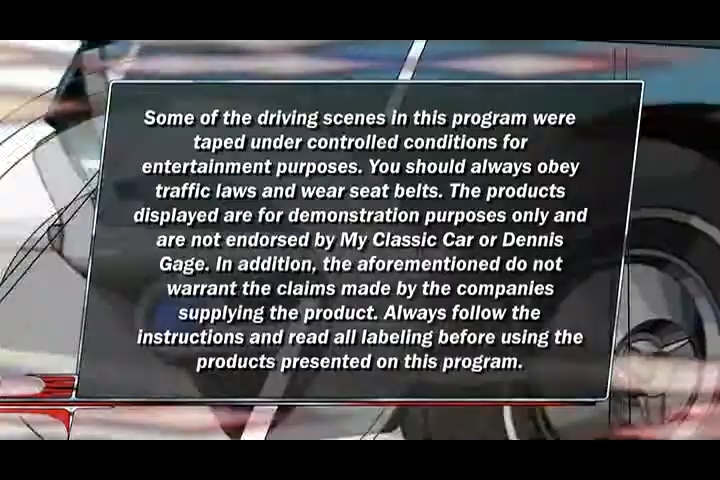 Some of the driving scenes in this program were
taped under controlled conditions for
entertainment purposes. You should always obey
traffic laws and wear seat belts. The products
displayed are for demonstration purposes only and
are not endorsed by My Classic Car or Dennis
Gage. In addition, the aforementioned do not
warrant the claims made by the companies
supplying the product. Always follow the
instructions and read all labeling before using the
products presented on this program.